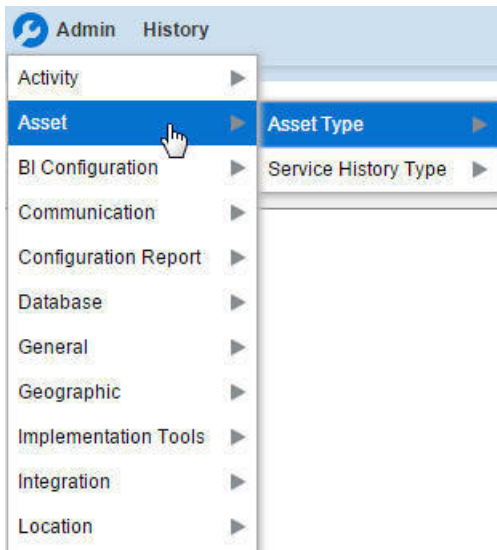 Admin History
Activity
Asset
Asset Type
BI Configuration
Service History Type
Communication
Configuration Report
Database
General
Geographic
Implementation Tools
Integration
Location